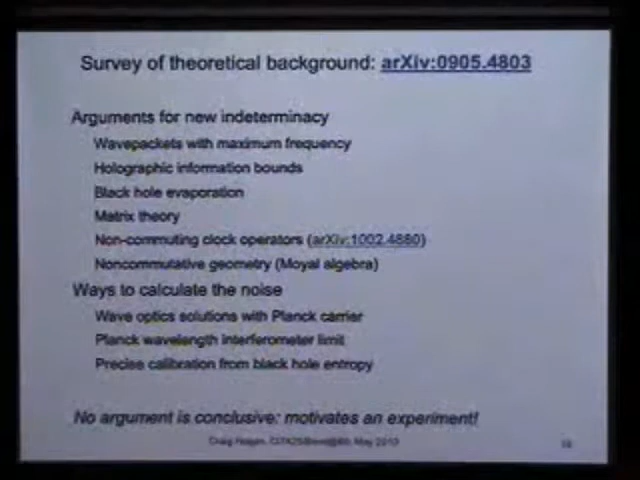 Survey of theoretical background: arXiv:0905.4803
Arguments for new indeterminacy
Wavepackets with maximum frequency
Holographic information bounds
Black hole evaporation
Matrix theory
Non-commuting clock operators (arXiv:1002.4880)
Noncommutative geometry (Moyal algebra)
Ways to calculate the noise
Wave optics solutions with Planck carrier
Planck wavelength interferometer limit
Precise calibration from black hole entropy
No argument is conclusive: motivates an experiment!
Craig Hogan, May 2010